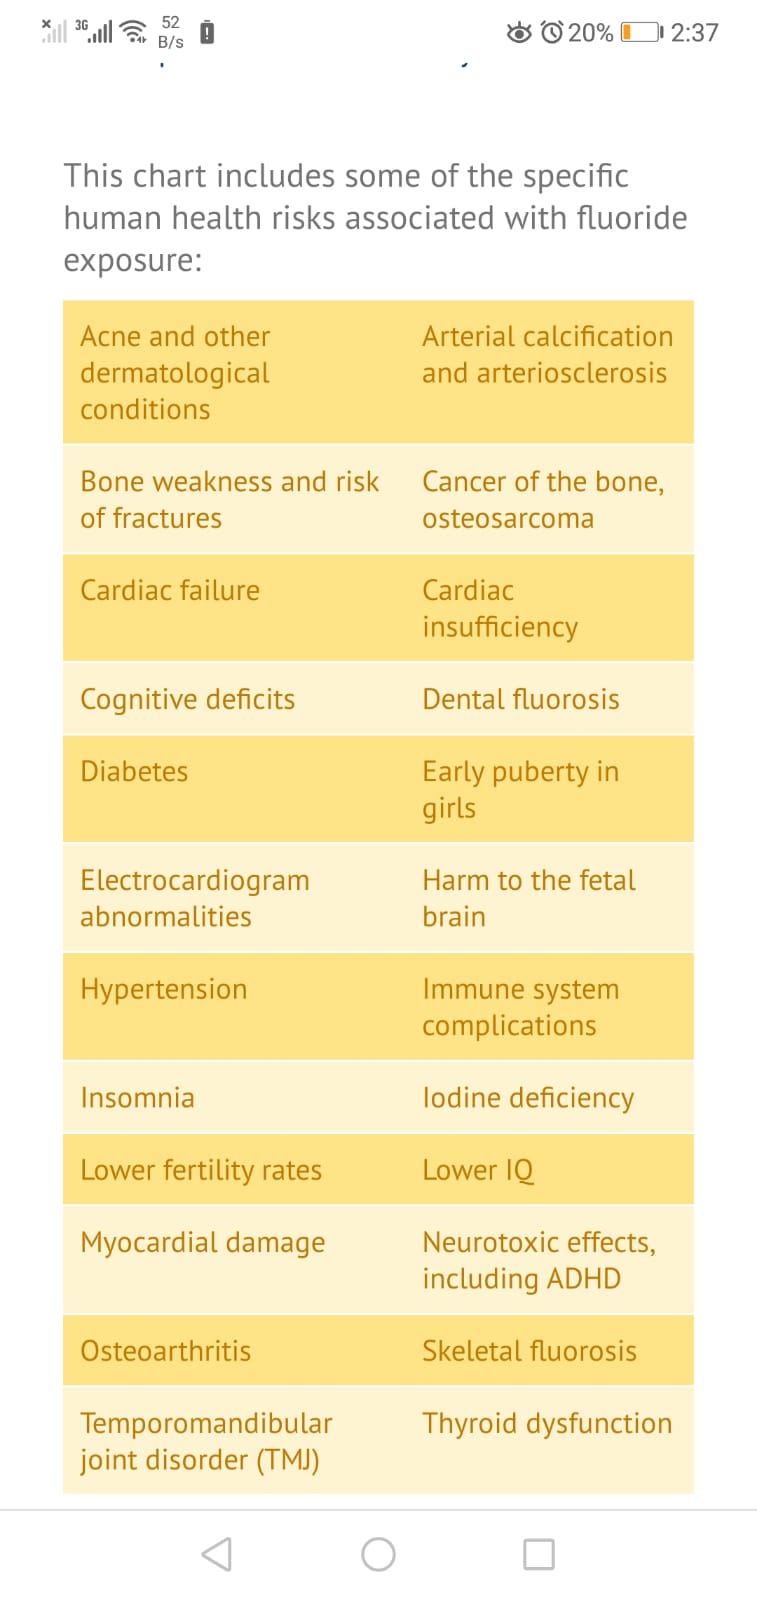 3G 52 B/s 20% 2:37
This chart includes some of the specific
human health risks associated with fluoride
exposure:
Acne and other
dermatological
conditions
Arterial calcification
and arteriosclerosis
Bone weakness and risk
of fractures
Cancer of the bone,
osteosarcoma
Cardiac failure
Cardiac
insufficiency
Cognitive deficits
Dental fluorosis
Diabetes
Early puberty in
girls
Electrocardiogram
abnormalities
Harm to the fetal
brain
Hypertension
Immune system
complications
Insomnia
Iodine deficiency
Lower fertility rates
Lower IQ
Myocardial damage
Neurotoxic effects,
including ADHD
Osteoarthritis
Skeletal fluorosis
Temporomandibular
joint disorder (TMJ)
Thyroid dysfunction